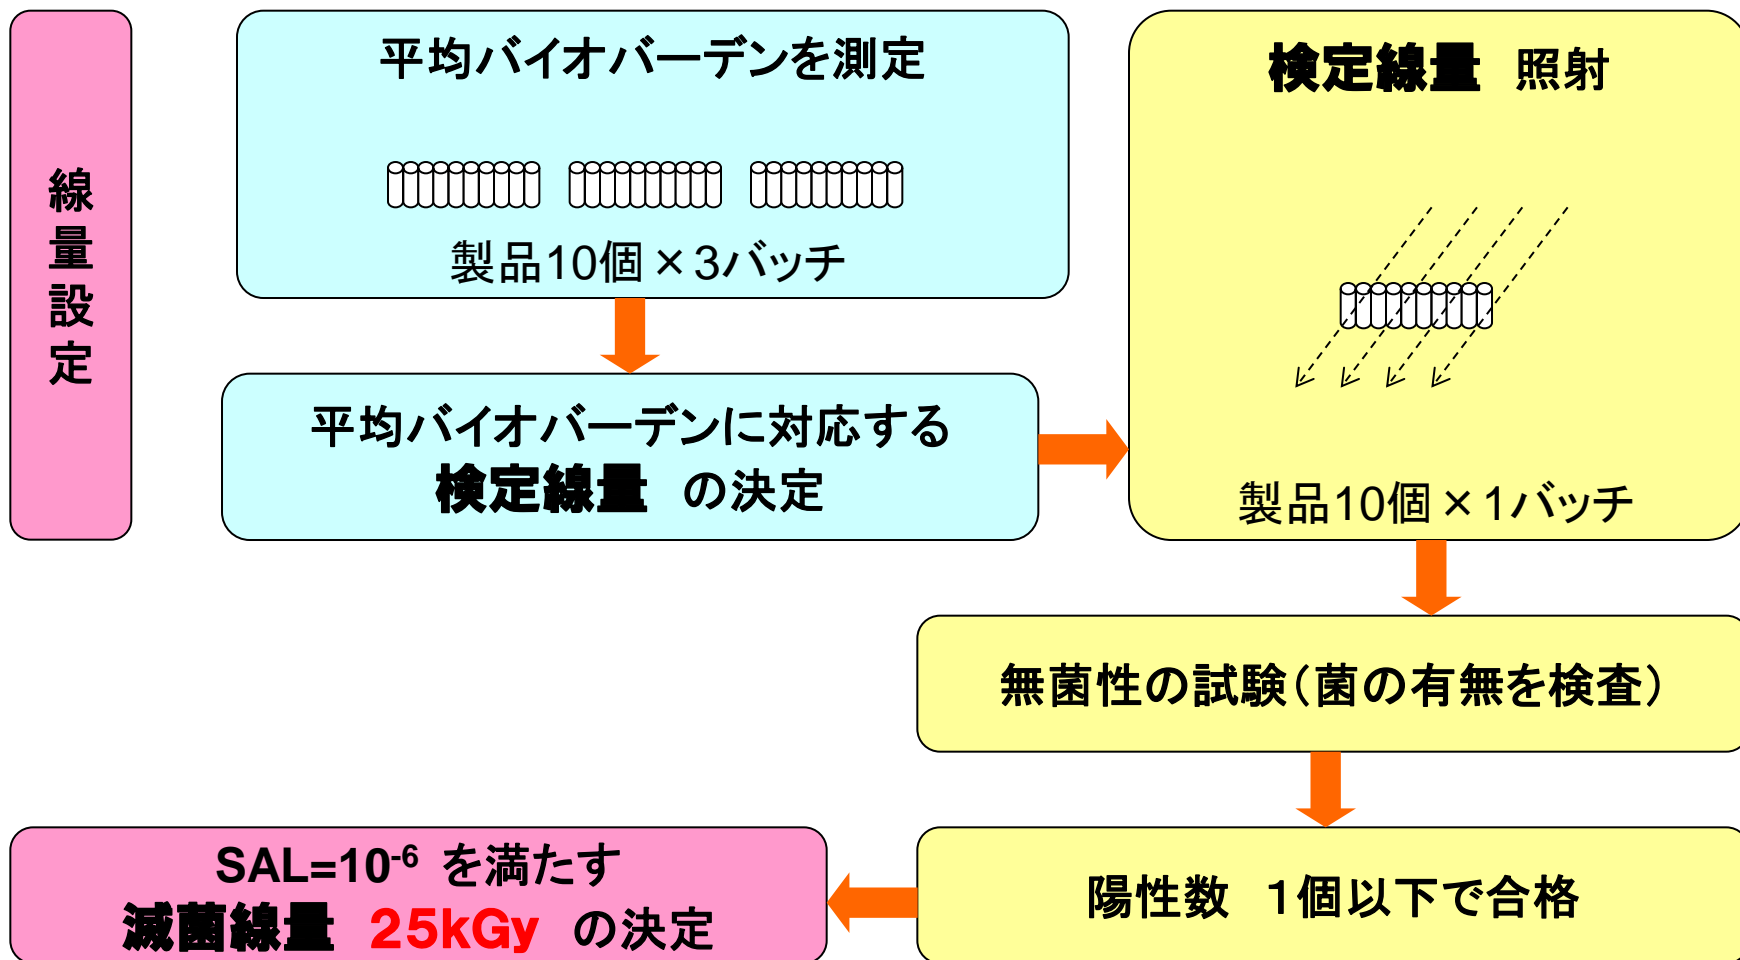 線量設定
平均バイオバーデンを測定
製品10個×3バッチ
平均バイオバーデンに対応する
検定線量 の決定
検定線量 照射
製品10個×1バッチ
無菌性の試験(菌の有無を検査)
陽性数 1個以下で合格
SAL=10-6 を満たす
滅菌線量 25kGy の決定